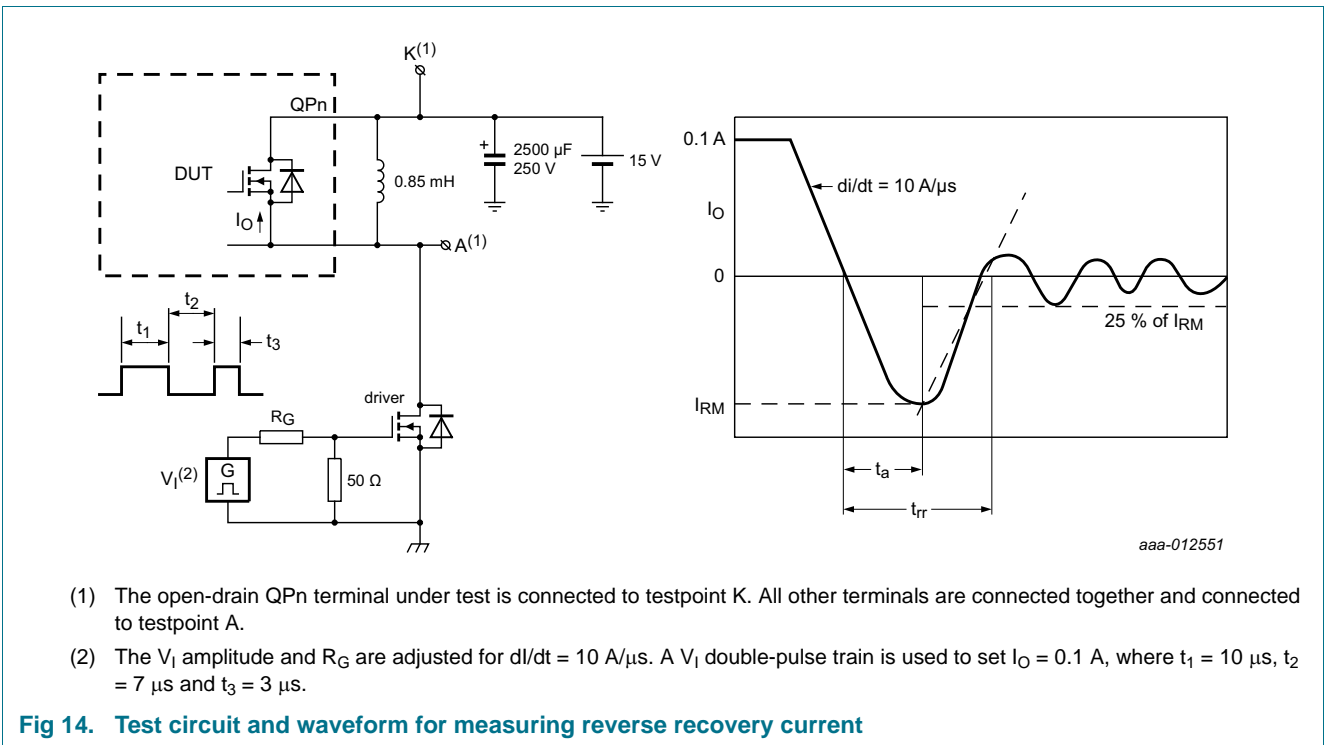 K(1)
QPn
DUT
IO
0.85 mH
+
2500 µF
250 V
15 V
A(1)
t1
t2
t3
driver
RG
VI(2)
G
50 Ω
0.1 A
di/dt = 10 A/µs
IO
0
25 % of IRM
IRM
ta
trr
aaa-012551
(1) The open-drain QPn terminal under test is connected to testpoint K. All other terminals are connected together and connected
to testpoint A.
(2) The VI amplitude and RG are adjusted for dI/dt = 10 A/µs. A VI double-pulse train is used to set IO = 0.1 A, where t1 = 10 µs, t2
= 7 µs and t3 = 3 µs.
Fig 14. Test circuit and waveform for measuring reverse recovery current